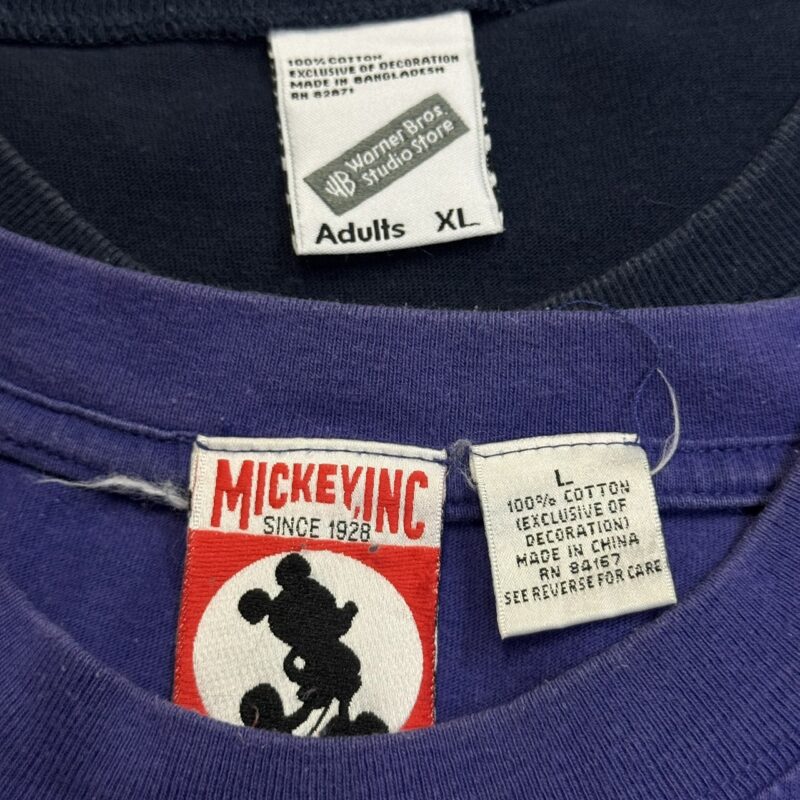 100% COTTON
EXCLUSIVE OF DECORATION
MADE IN BANGLADESH
RN 82871
WB Warner Bros.
Studio Store
Adults XL
MICKEY, INC
SINCE 1928
L
100% COTTON
(EXCLUSIVE OF
DECORATION)
MADE IN CHINA
RN 84167
SEE REVERSE FOR CARE